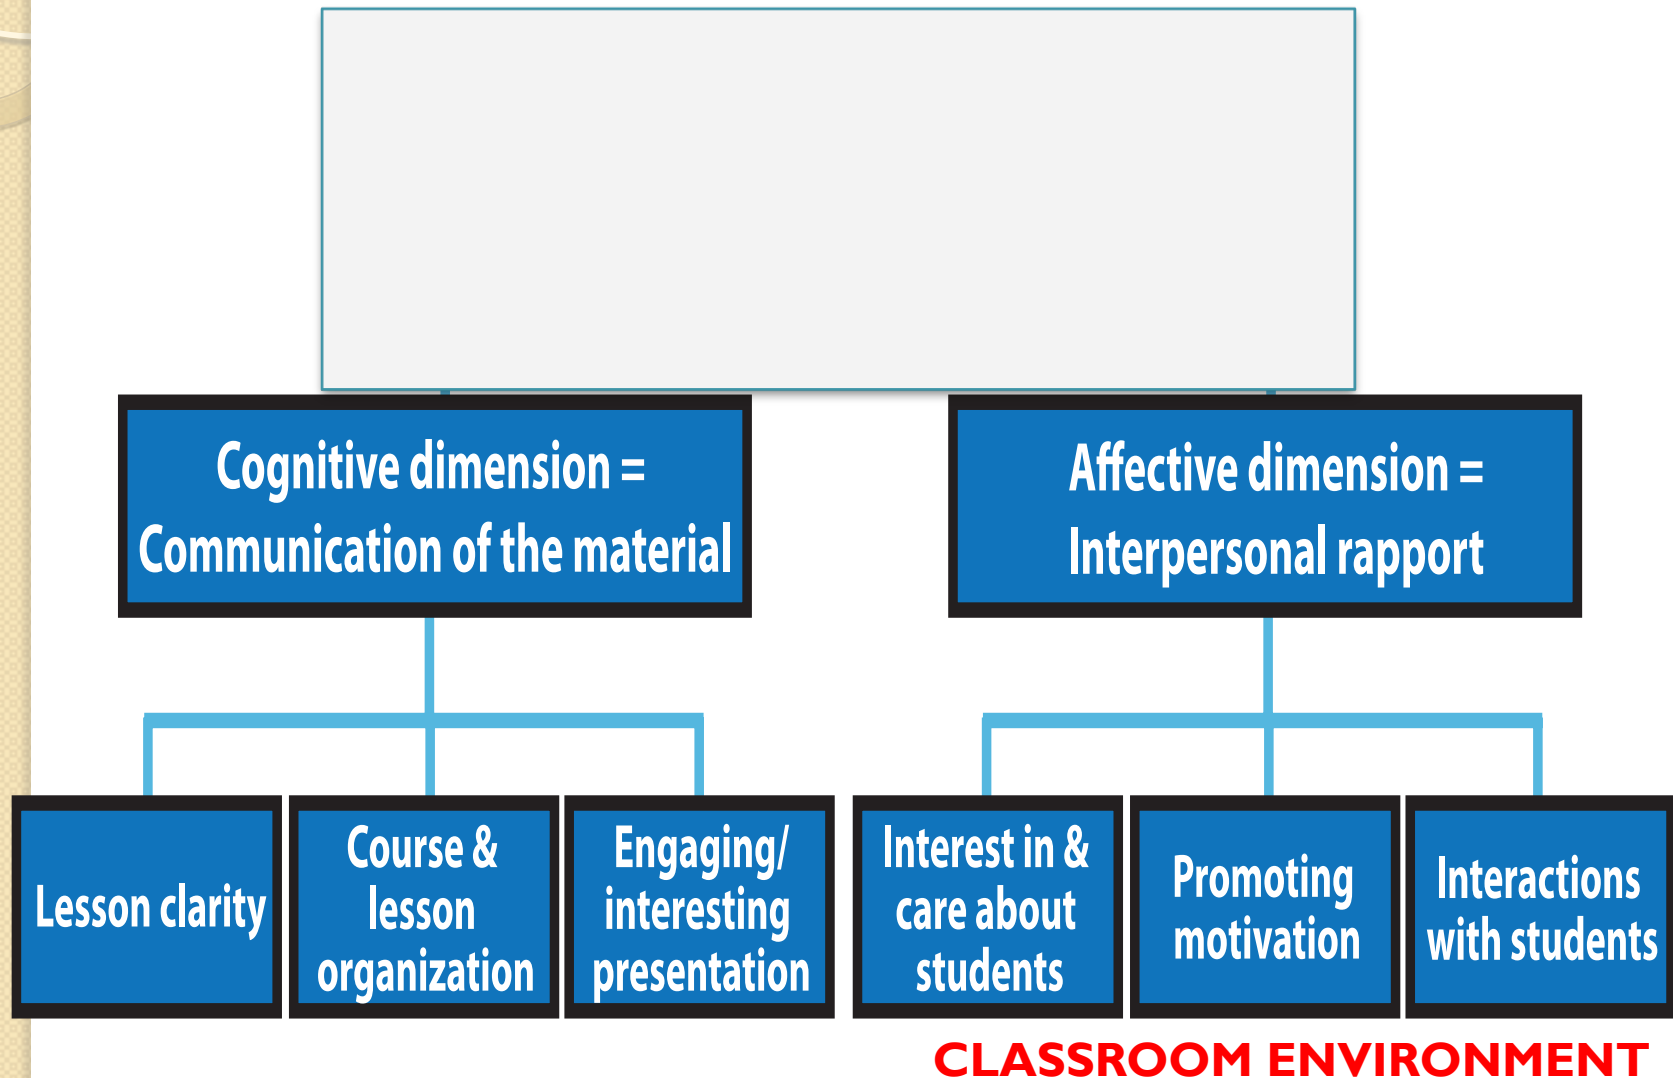 Cognitive dimension =
Communication of the material
Affective dimension =
Interpersonal rapport
Lesson clarity
Course &
lesson
organization
Engaging/
interesting
presentation
Interest in &
care about
students
Promoting
motivation
Interactions
with students
CLASSROOM ENVIRONMENT